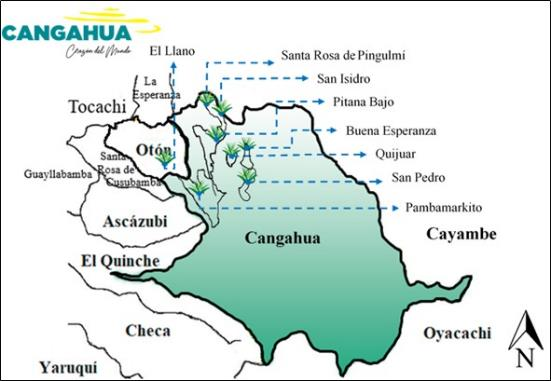 CANGAHUA
Corazón del Mundo
El Llano
Santa Rosa de Pingulmí
San Isidro
Pitana Bajo
Buena Esperanza
Quijuar
San Pedro
Pambamarkito
La
Esperanza
Tocachi
Otón
Santa
Rosa de
Cusubamba
Guayllabamba
Ascázubi
Cangahua
Cayambe
El Quinche
Checa
Oyacachi
Yaruquí
N